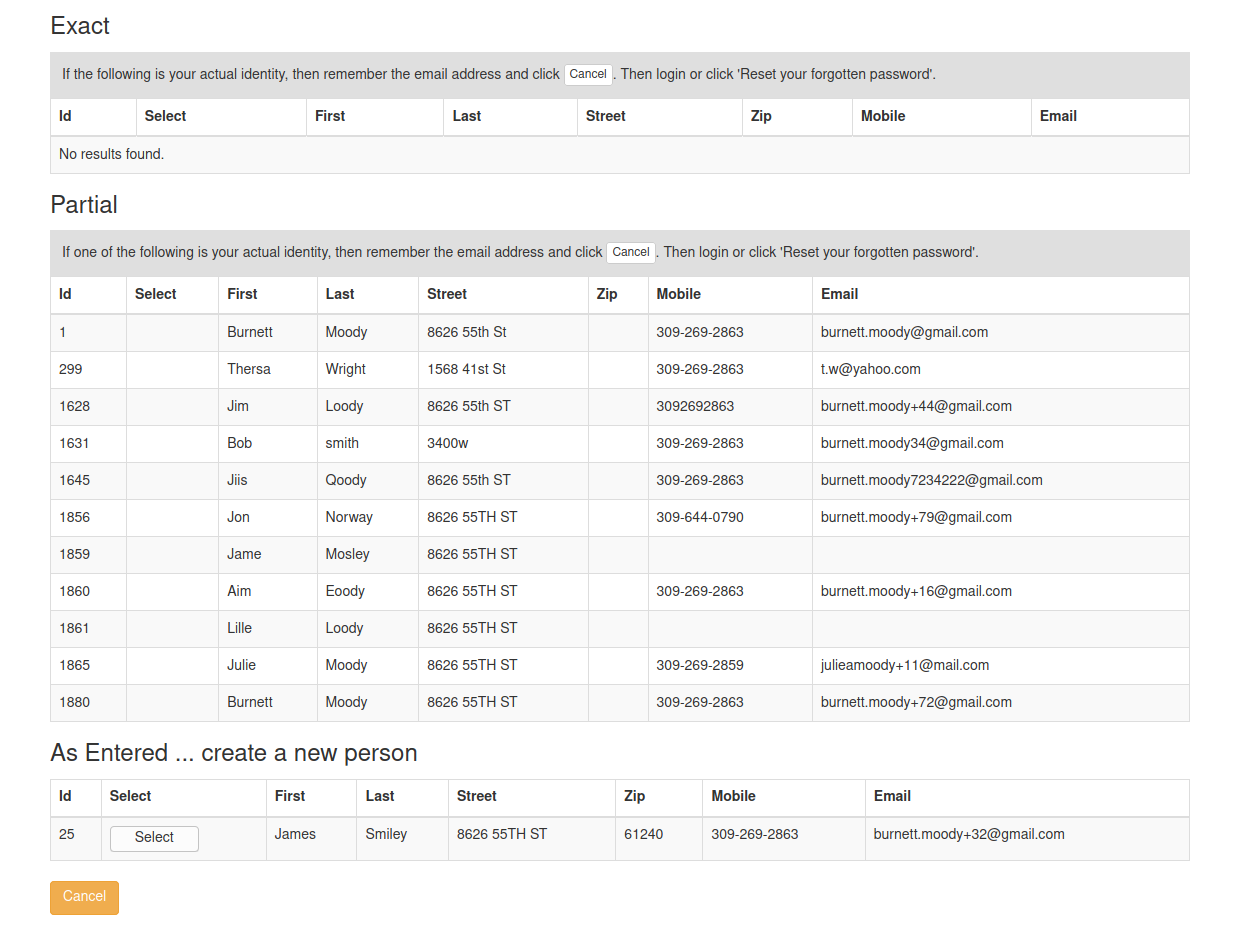 Exact
If the following is your actual identity, then remember the email address and click Cancel . Then login or click 'Reset your forgotten password'.
Id Select First Last Street Zip Mobile Email
No results found.
Partial
If one of the following is your actual identity, then remember the email address and click Cancel . Then login or click 'Reset your forgotten password'.
Id Select First Last Street Zip Mobile Email
1 Burnett Moody 8626 55th St 309-269-2863 burnett.moody@gmail.com
299 Thersa Wright 1568 41st St 309-269-2863 t.w@yahoo.com
1628 Jim Loody 8626 55th ST 3092692863 burnett.moody+44@gmail.com
1631 Bob smith 3400w 309-269-2863 burnett.moody34@gmail.com
1645 Jiis Qoody 8626 55th ST 309-269-2863 burnett.moody7234222@gmail.com
1856 Jon Norway 8626 55TH ST 309-644-0790 burnett.moody+79@gmail.com
1859 Jame Mosley 8626 55TH ST
1860 Aim Eoody 8626 55TH ST 309-269-2863 burnett.moody+16@gmail.com
1861 Lille Loody 8626 55TH ST
1865 Julie Moody 8626 55TH ST 309-269-2859 julieamoody+11@mail.com
1880 Burnett Moody 8626 55TH ST 309-269-2863 burnett.moody+72@gmail.com
As Entered ... create a new person
Id Select First Last Street Zip Mobile Email
25 Select James Smiley 8626 55TH ST 61240 309-269-2863 burnett.moody+32@gmail.com
Cancel